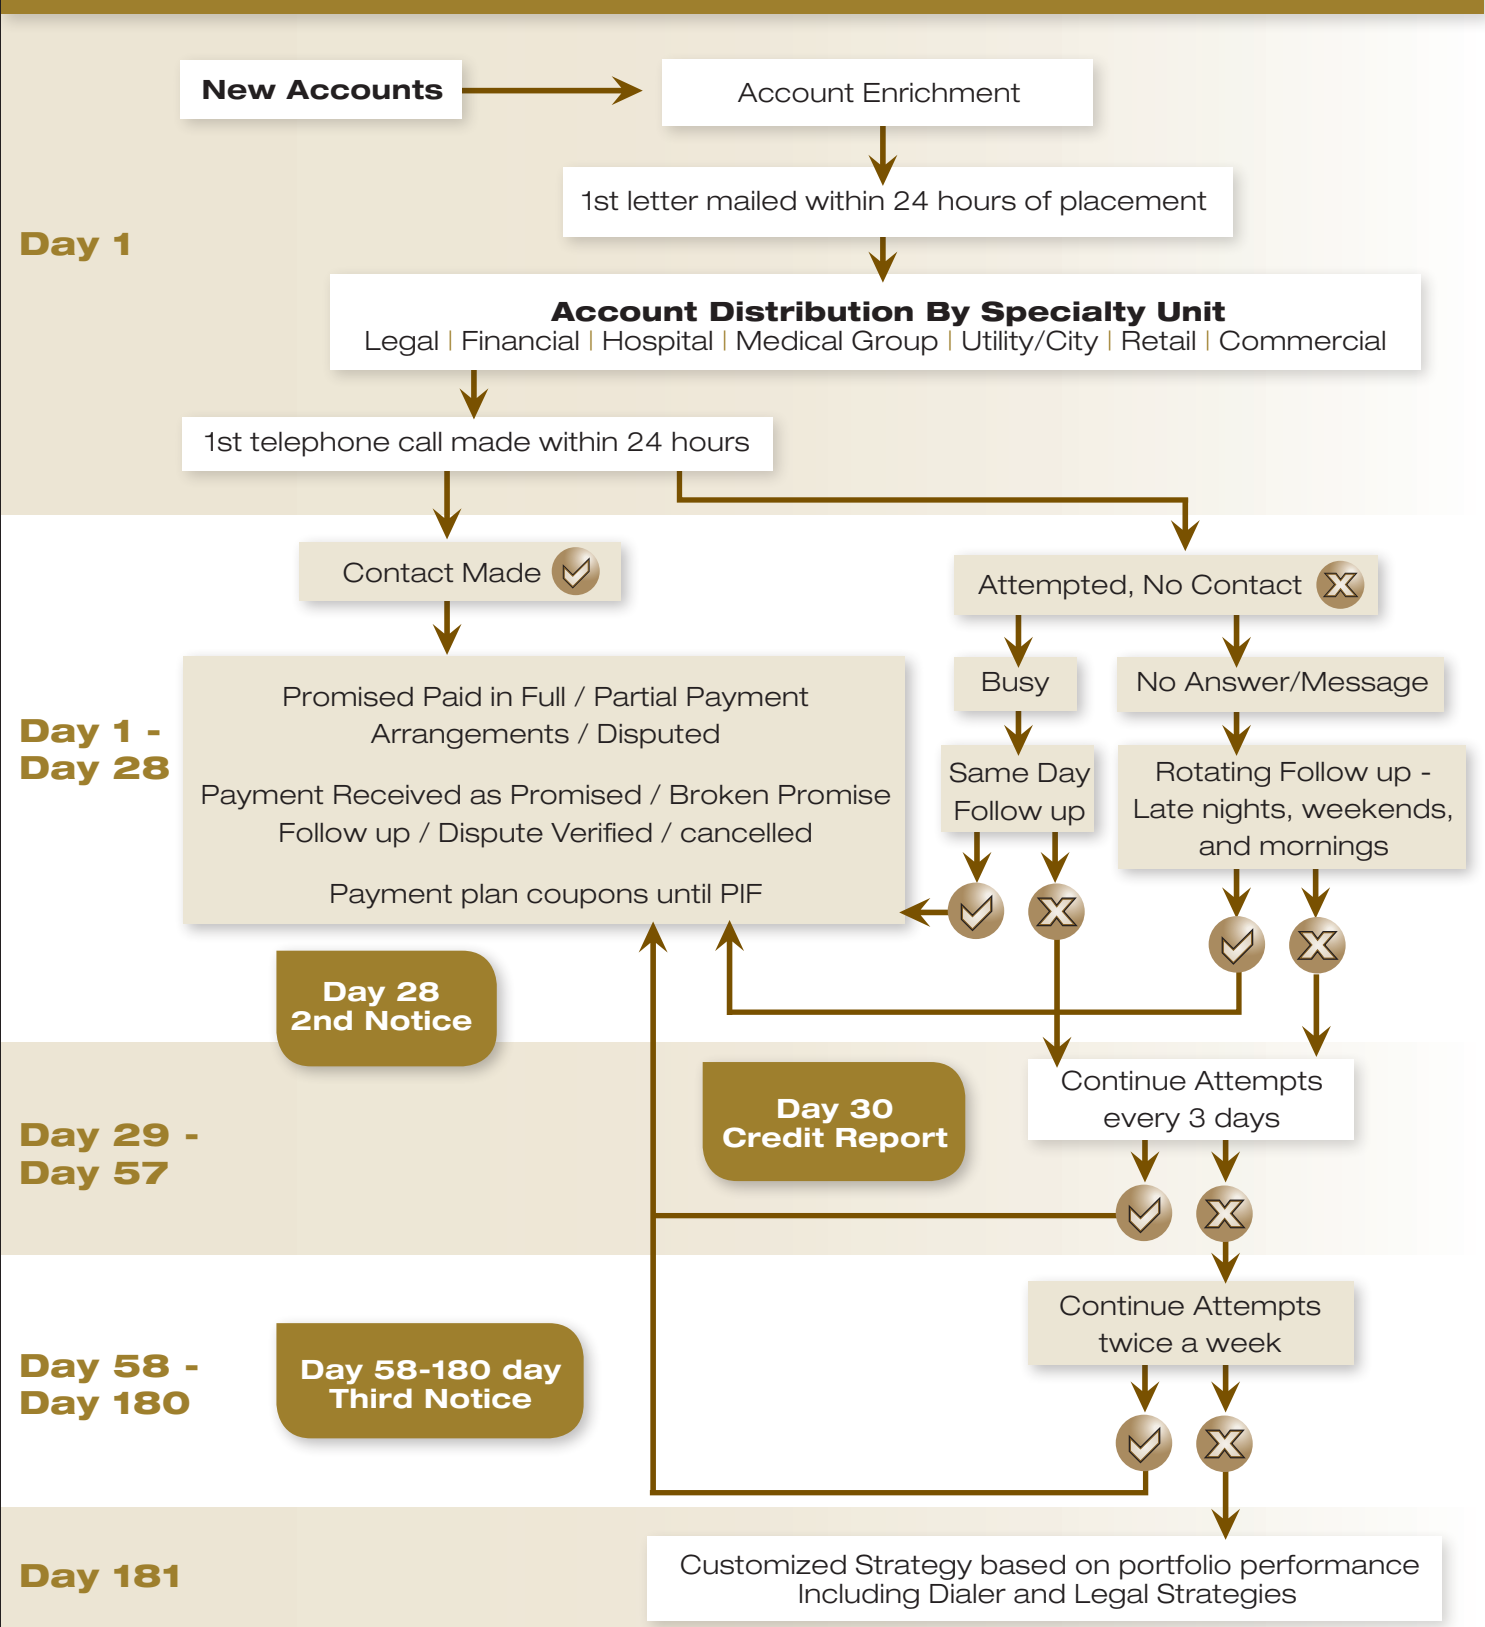 New Accounts
Account Enrichment
1st letter mailed within 24 hours of placement
Day 1
Account Distribution By Specialty Unit
Legal | Financial | Hospital | Medical Group | Utility/City | Retail | Commercial
1st telephone call made within 24 hours
Contact Made
Attempted, No Contact
Busy
No Answer/Message
Day 1 -
Day 28
Promised Paid in Full / Partial Payment
Arrangements / Disputed
Payment Received as Promised / Broken Promise
Follow up / Dispute Verified / cancelled
Payment plan coupons until PIF
Same Day
Follow up
Rotating Follow up -
Late nights, weekends,
and mornings
Day 28
2nd Notice
Day 29 -
Day 57
Day 30
Credit Report
Continue Attempts
every 3 days
Day 58 -
Day 180
Day 58-180 day
Third Notice
Continue Attempts
twice a week
Day 181
Customized Strategy based on portfolio performance
Including Dialer and Legal Strategies